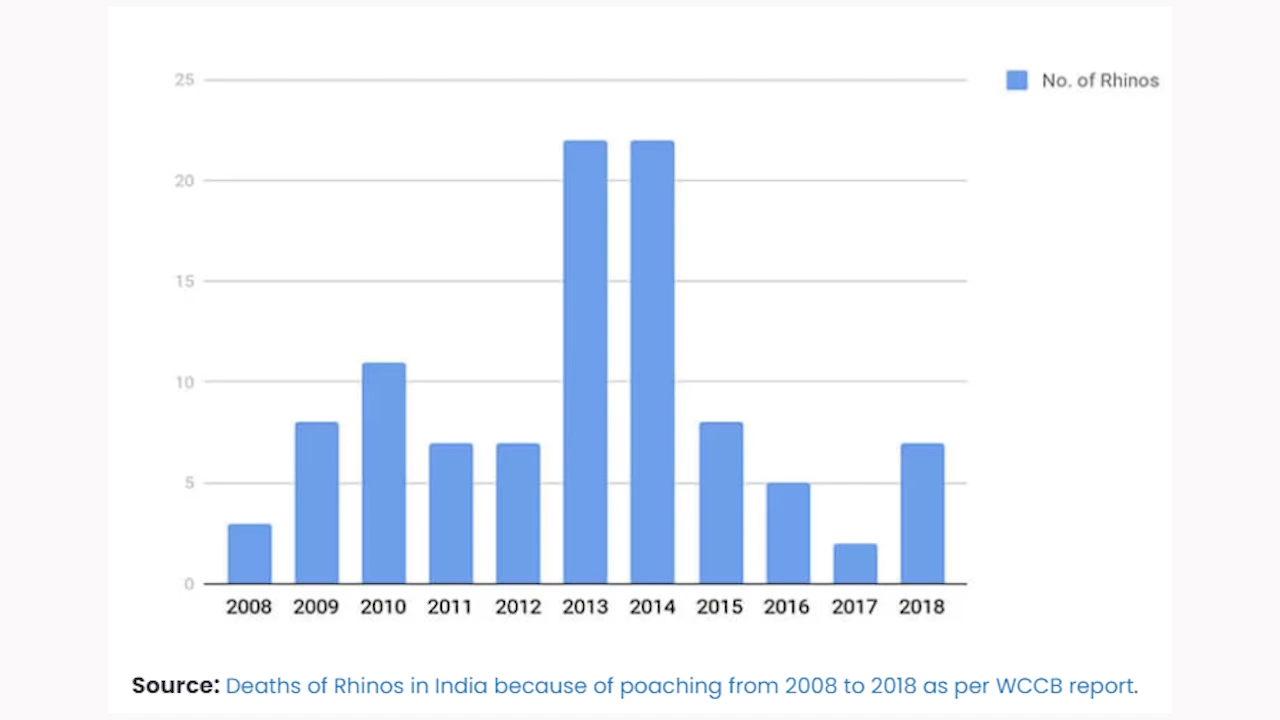 25
No. of Rhinos
20
15
10
5
0
2008 2009 2010 2011 2012 2013 2014 2015 2016 2017 2018
Source: Deaths of Rhinos in India because of poaching from 2008 to 2018 as per WCCB report.